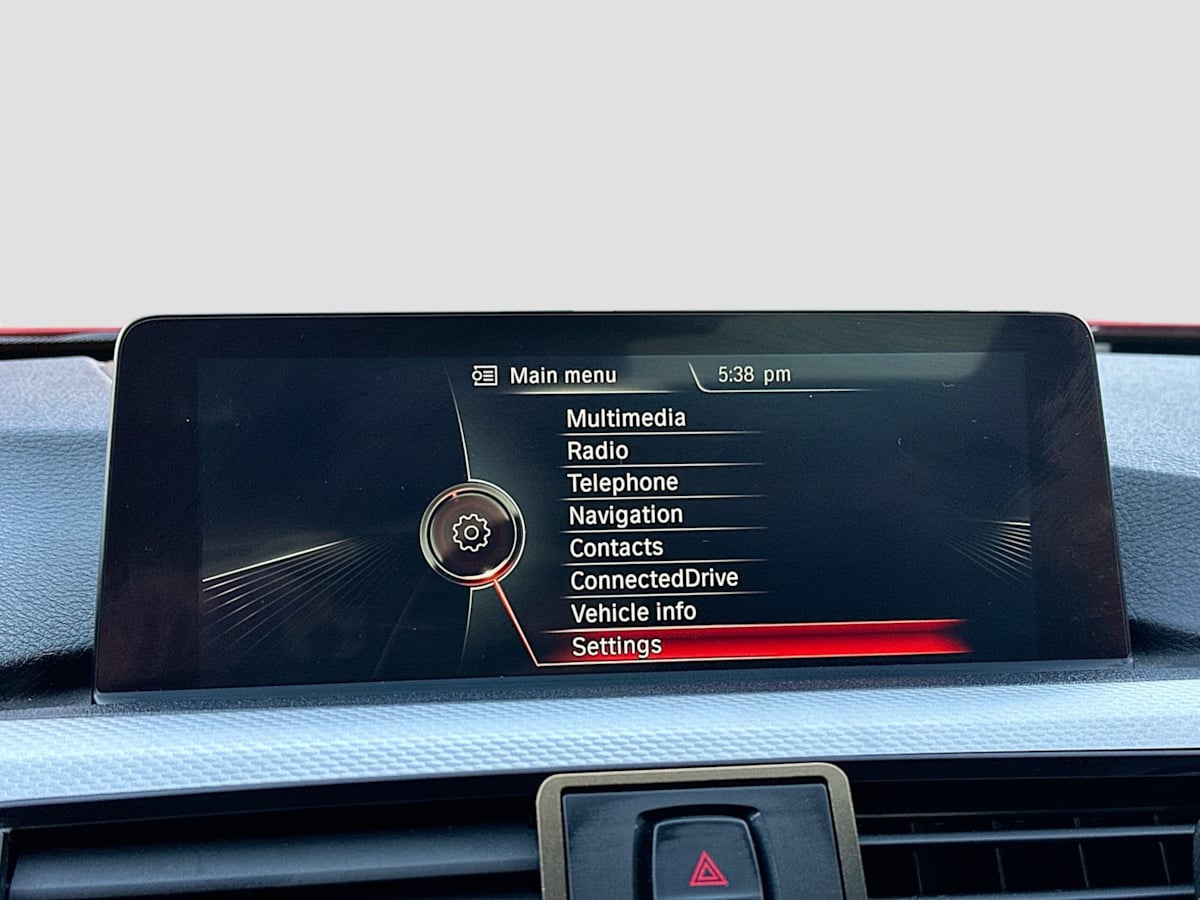 Main menu
5:38 pm
Multimedia
Radio
Telephone
Navigation
Contacts
ConnectedDrive
Vehicle info
Settings